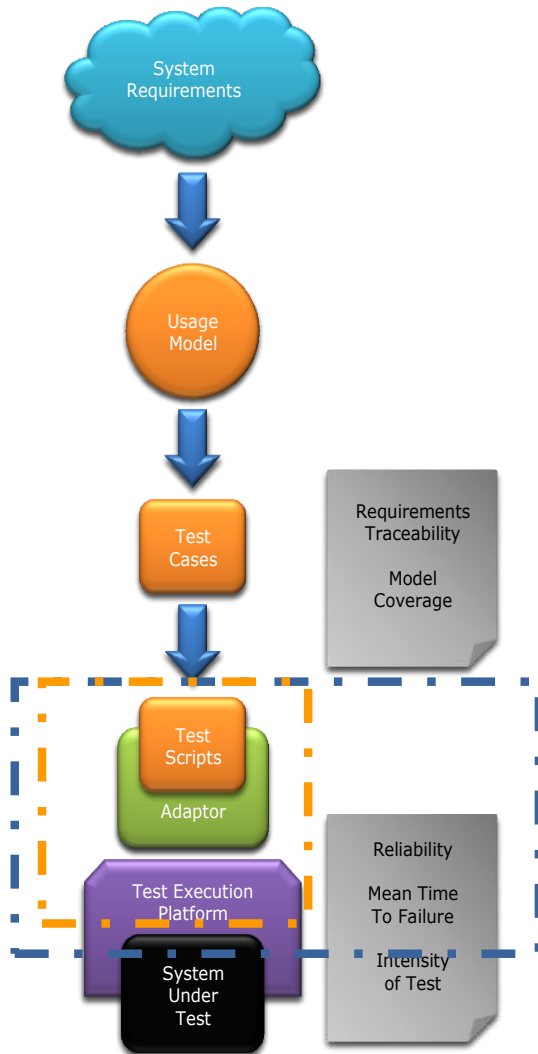 System
Requirements
Usage
Model
Test
Cases
Requirements
Traceability
Model
Coverage
Test
Scripts
Adaptor
Test Execution
Platform
System
Under
Test
Reliability
Mean Time
To Failure
Intensity
of Test